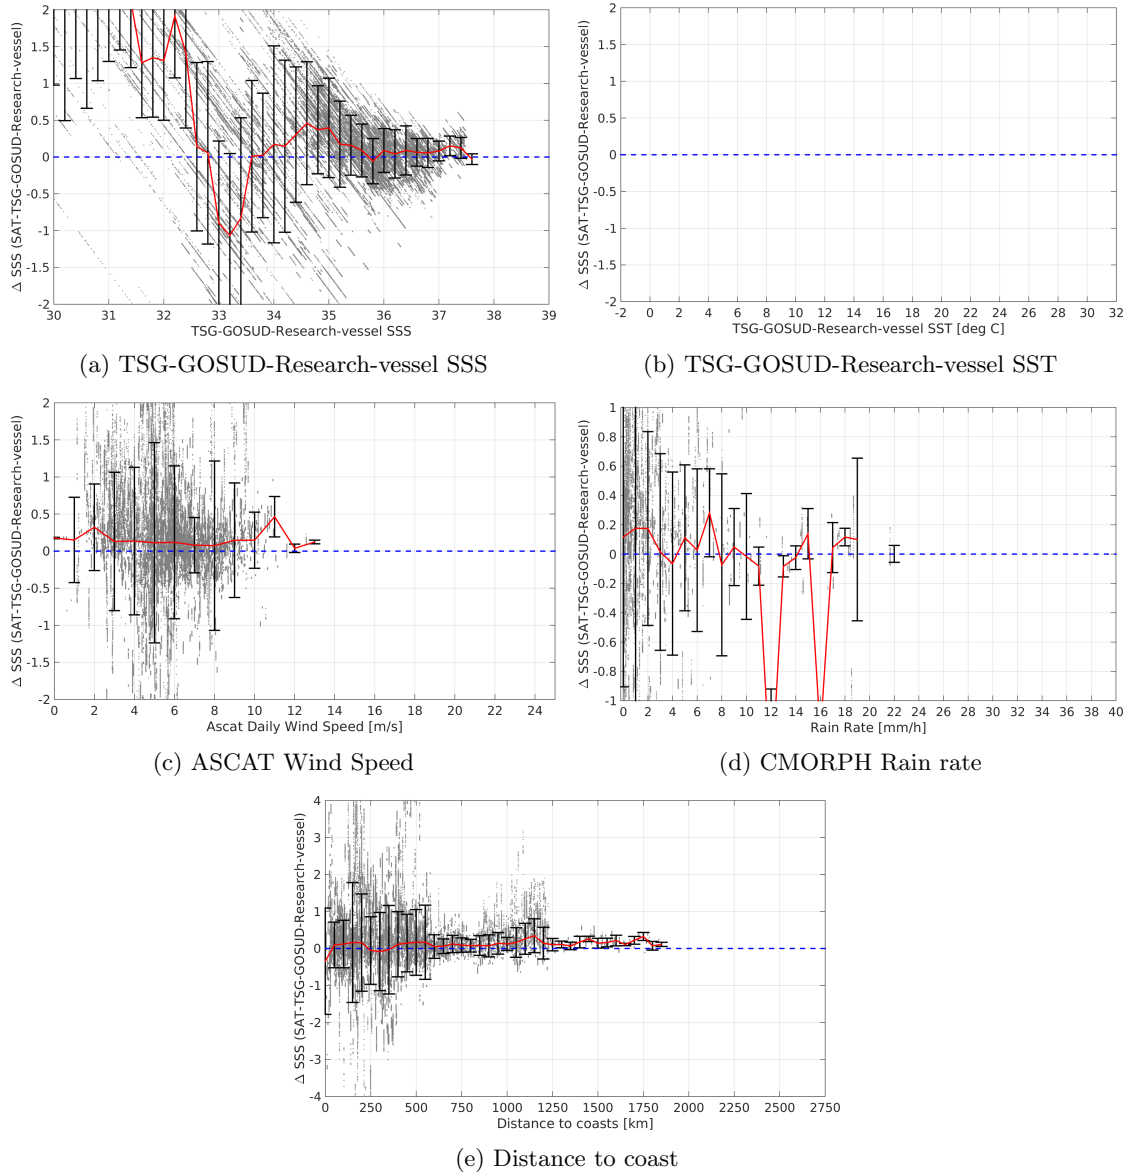 2
1.5
1
0.5
0
-0.5
-1
-1.5
-2
Δ SSS (SAT-TSG-GOSUD-Research-vessel)
30 31 32 33 34 35 36 37 38 39
TSG-GOSUD-Research-vessel SSS
(a) TSG-GOSUD-Research-vessel SSS
2
1.5
1
0.5
0
-0.5
-1
-1.5
-2
Δ SSS (SAT-TSG-GOSUD-Research-vessel)
-2 0 2 4 6 8 10 12 14 16 18 20 22 24 26 28 30 32
TSG-GOSUD-Research-vessel SST [deg C]
(b) TSG-GOSUD-Research-vessel SST
2
1.5
1
0.5
0
-0.5
-1
-1.5
-2
Δ SSS (SAT-TSG-GOSUD-Research-vessel)
0 2 4 6 8 10 12 14 16 18 20 22 24
Ascat Daily Wind Speed [m/s]
(c) ASCAT Wind Speed
1
0.8
0.6
0.4
0.2
0
-0.2
-0.4
-0.6
-0.8
-1
Δ SSS (SAT-TSG-GOSUD-Research-vessel)
0 2 4 6 8 10 12 14 16 18 20 22 24 26 28 30 32 34 36 38 40
Rain Rate [mm/h]
(d) CMORPH Rain rate
4
3
2
1
0
-1
-2
-3
-4
Δ SSS (SAT-TSG-GOSUD-Research-vessel)
0 250 500 750 1000 1250 1500 1750 2000 2250 2500 2750
Distance to coasts [km]
(e) Distance to coast